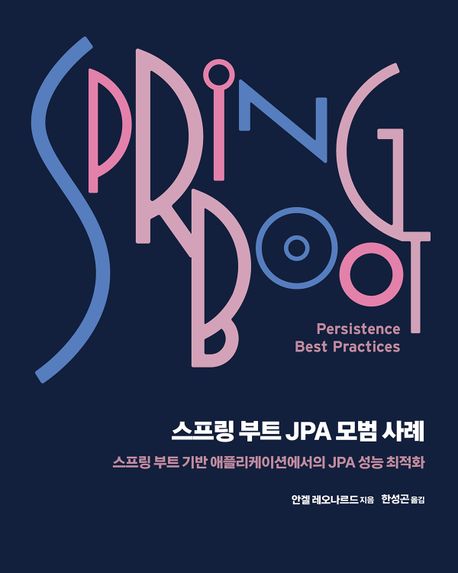 SPRING
BOOT
Persistence
Best Practices
스프링 부트 JPA 모범 사례
스프링 부트 기반 애플리케이션에서의 JPA 성능 최적화
안겔 레오나르드 지음 한성곤 옮김